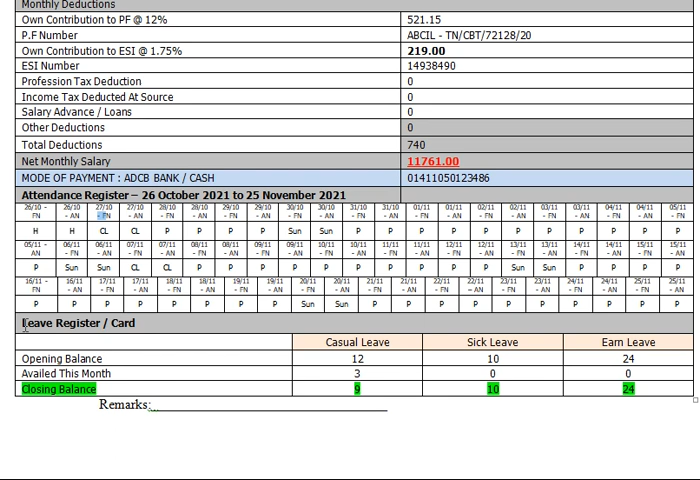 Monthly Deductions
Own Contribution to PF @ 12% 521.15
P.F Number ABCIL - TN/CBT/72128/20
Own Contribution to ESI @ 1.75% 219.00
ESI Number 14938490
Profession Tax Deduction 0
Income Tax Deducted At Source 0
Salary Advance / Loans 0
Other Deductions 0
Total Deductions 740
Net Monthly Salary 11761.00
MODE OF PAYMENT : ADCB BANK / CASH 01411050123486
Attendance Register – 26 October 2021 to 25 November 2021
26/10 - 26/10 27/10 27/10 28/10 28/10 29/10 29/10 30/10 30/10 31/10 31/10 01/11 01/11 02/11 02/11 03/11 03/11 04/11 04/11 05/11
FN - AN - FN - AN - FN - AN - FN - AN - FN - AN - FN - AN - FN - AN - FN - AN - FN - AN - FN - AN - FN
H H CL CL P P P P Sun Sun P P P P P P P P P P P
05/11 - 06/11 06/11 07/11 07/11 08/11 08/11 09/11 09/11 10/11 10/11 11/11 11/11 12/11 12/11 13/11 13/11 14/11 14/11 15/11 15/11
AN - FN - AN - FN - AN - FN - AN - FN - AN - FN - AN - FN - AN - FN - AN - FN - AN - FN - AN - FN - AN
P Sun Sun CL CL P P P P P P P P P P Sun Sun P P P P
16/11 - 16/11 17/11 17/11 18/11 18/11 19/11 19/11 20/11 20/11 21/11 21/11 22/11 22/11 23/11 23/11 24/11 24/11 25/11 25/11
FN - AN - FN - AN - FN - AN - FN - AN - FN - AN - FN - AN - FN - AN - FN - AN - FN - AN - FN - AN
P P P P P P P P Sun Sun P P P P P P P P P P
Leave Register / Card
Casual Leave Sick Leave Earn Leave
Opening Balance 12 10 24
Availed This Month 3 0 0
Closing Balance 9 10 24
Remarks: